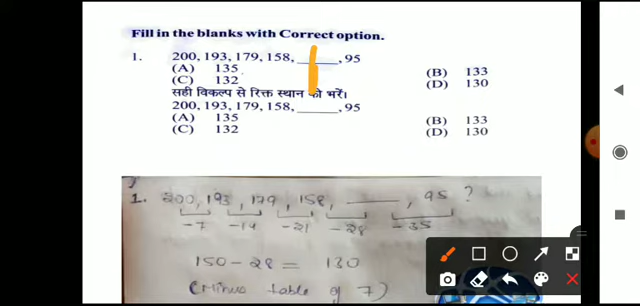 Fill in the blanks with Correct option.
1. 200, 193, 179, 158, ______, 95
(A) 135 (B) 133
(C) 132 (D) 130
सही विकल्प से रिक्त स्थान को भरें।
200, 193, 179, 158, ______, 95
(A) 135 (B) 133
(C) 132 (D) 130
1. 200, 193, 179, 158, ____, 95 ?
-7 -14 -21 -28 -35
150 - 28 = 130
(Minus table of 7)